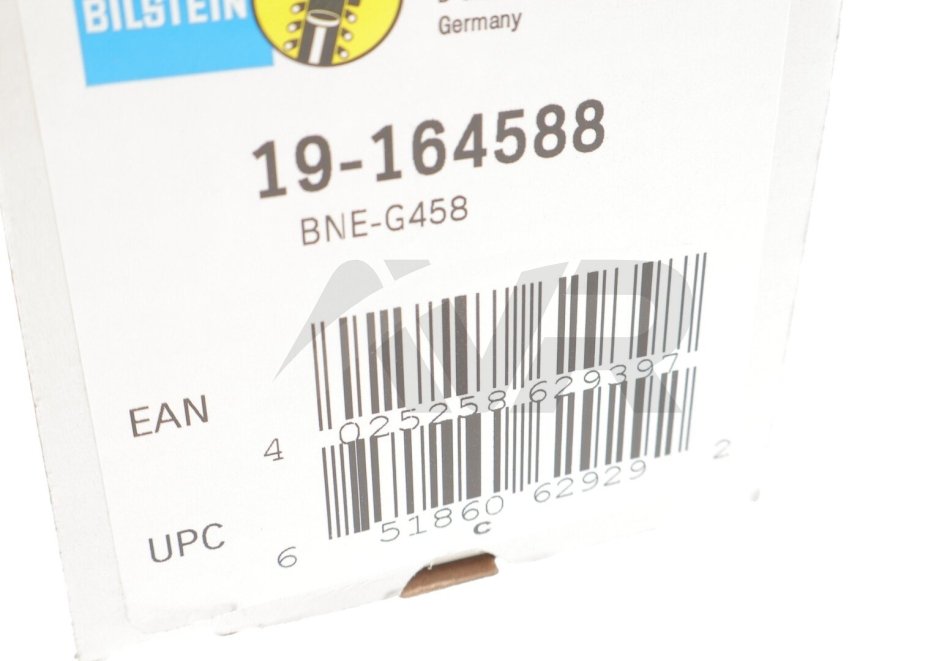 BILSTEIN
Germany
19-164588
BNE-G458
EAN
4 025258 629397
UPC
6 51860 62929 2
C